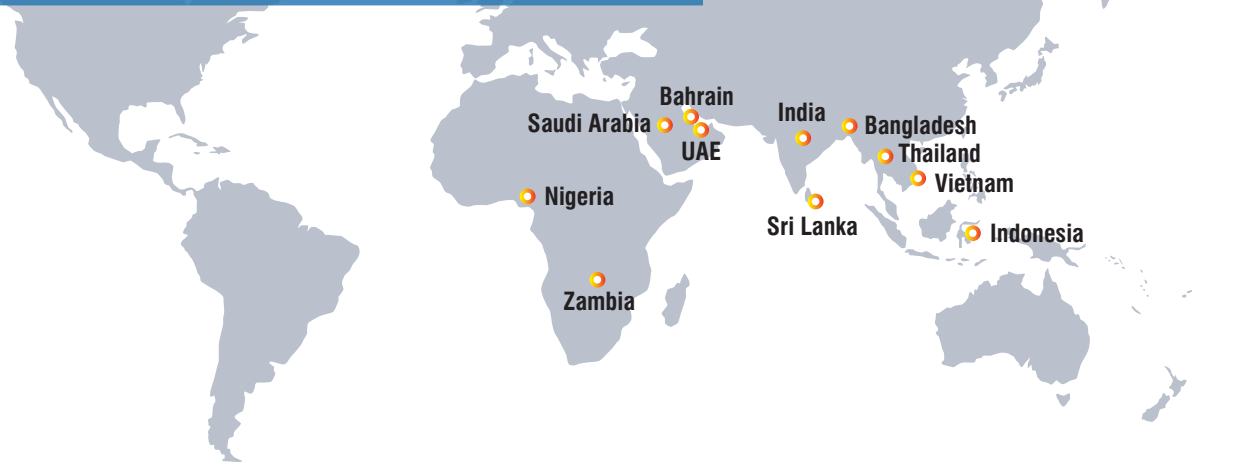 Bahrain
Saudi Arabia
UAE
India
Bangladesh
Thailand
Vietnam
Nigeria
Sri Lanka
Indonesia
Zambia